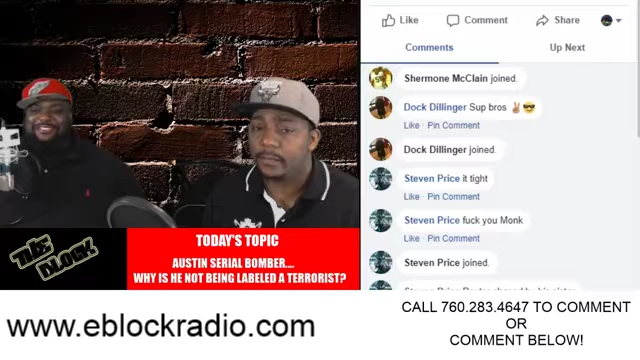 Like Comment Share
Comments Up Next
Shermone McClain joined.
Dock Dillinger Sup bros ✌🏽😎
Like · Pin Comment
Dock Dillinger joined.
Steven Price it tight
Like · Pin Comment
Steven Price fuck you Monk
Like · Pin Comment
Steven Price joined.
THE BLOCK
TODAY'S TOPIC
AUSTIN SERIAL BOMBER....
WHY IS HE NOT BEING LABELED A TERRORIST?
www.eblockradio.com
CALL 760.283.4647 TO COMMENT
OR
COMMENT BELOW!